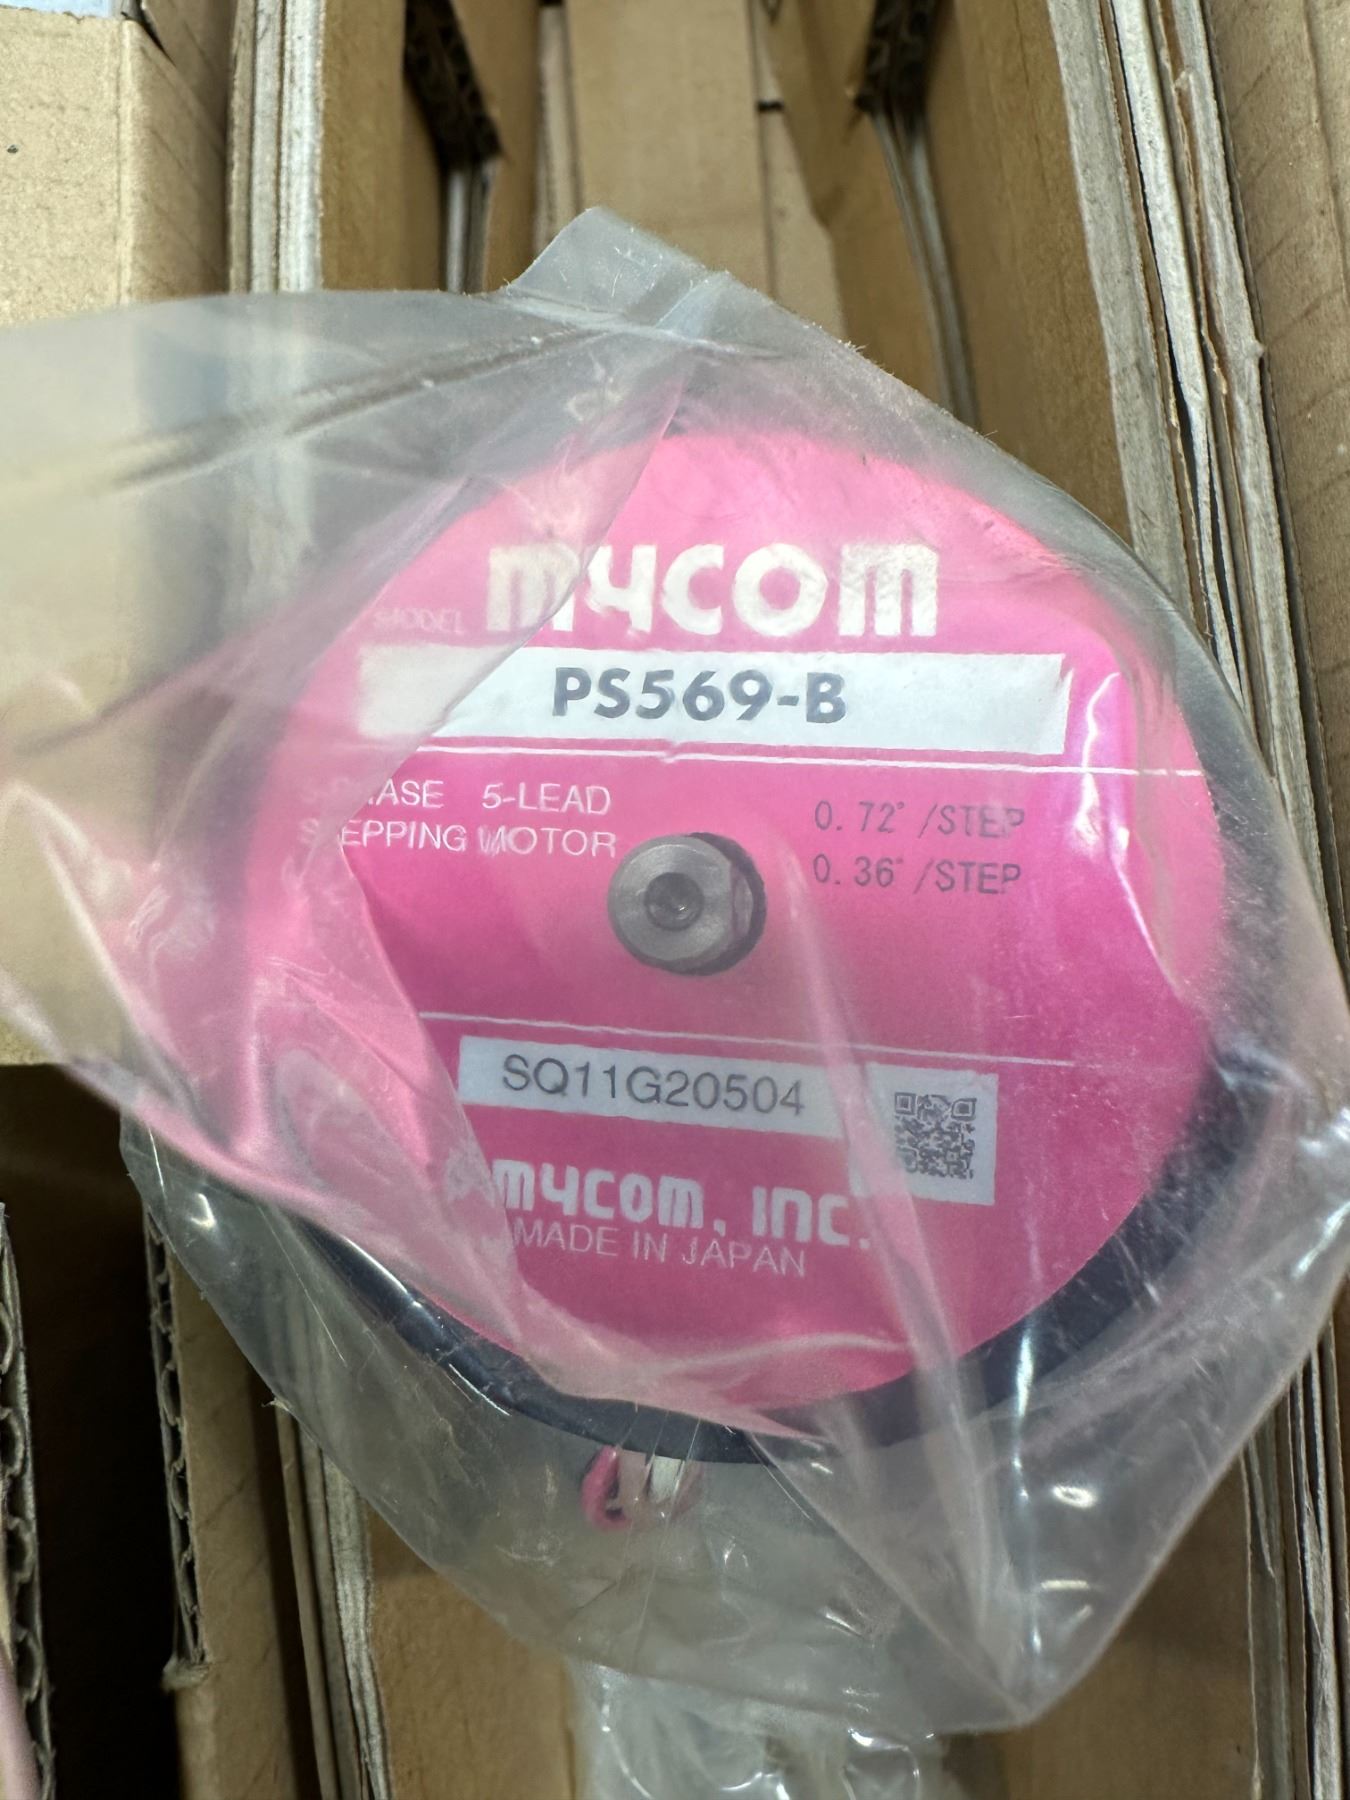 mycom
MODEL
PS569-B
5-LEAD
STEPPING MOTOR
0.72°/STEP
0.36°/STEP
SQ11G20504
mycom, inc.
MADE IN JAPAN